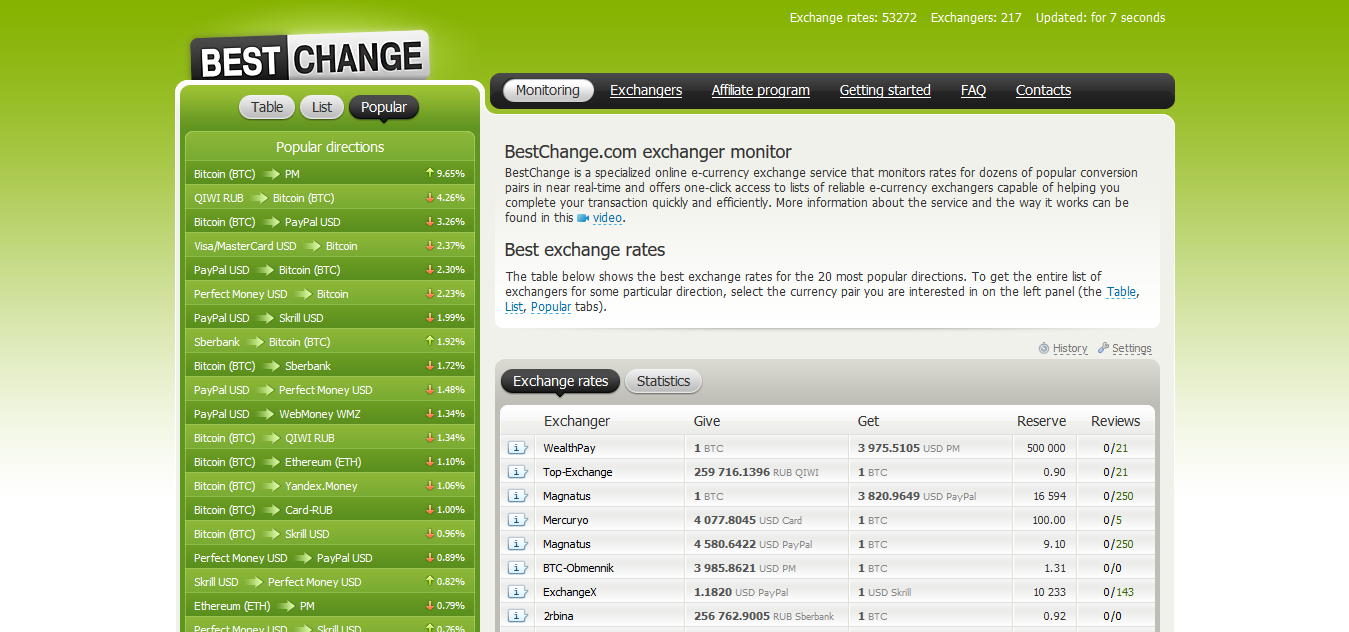 Exchange rates: 53272 Exchangers: 217 Updated: for 7 seconds
BEST CHANGE
Monitoring Exchangers Affiliate program Getting started FAQ Contacts
Table List Popular
Popular directions
Bitcoin (BTC) PM 9.65%
QIWI RUB Bitcoin (BTC) 4.26%
Bitcoin (BTC) PayPal USD 3.26%
Visa/MasterCard USD Bitcoin 2.37%
PayPal USD Bitcoin (BTC) 2.30%
Perfect Money USD Bitcoin 2.23%
PayPal USD Skrill USD 1.99%
Sberbank Bitcoin (BTC) 1.92%
Bitcoin (BTC) Sberbank 1.72%
PayPal USD Perfect Money USD 1.48%
PayPal USD WebMoney WMZ 1.34%
Bitcoin (BTC) QIWI RUB 1.34%
Bitcoin (BTC) Ethereum (ETH) 1.10%
Bitcoin (BTC) Yandex.Money 1.06%
Bitcoin (BTC) Card-RUB 1.00%
Bitcoin (BTC) Skrill USD 0.96%
Perfect Money USD PayPal USD 0.89%
Skrill USD Perfect Money USD 0.82%
Ethereum (ETH) PM 0.79%
Perfect Money USD Skrill USD 0.76%
BestChange.com exchanger monitor
BestChange is a specialized online e-currency exchange service that monitors rates for dozens of popular conversion
pairs in near real-time and offers one-click access to lists of reliable e-currency exchangers capable of helping you
complete your transaction quickly and efficiently. More information about the service and the way it works can be
found in this video.
Best exchange rates
The table below shows the best exchange rates for the 20 most popular directions. To get the entire list of
exchangers for some particular direction, select the currency pair you are interested in on the left panel (the Table,
List, Popular tabs).
History Settings
Exchange rates Statistics
Exchanger Give Get Reserve Reviews
WealthPay 1 BTC 3 975.5105 USD PM 500 000 0/21
Top-Exchange 259 716.1396 RUB QIWI 1 BTC 0.90 0/21
Magnatus 1 BTC 3 820.9649 USD PayPal 16 594 0/250
Mercuryo 4 077.8045 USD Card 1 BTC 100.00 0/5
Magnatus 4 580.6422 USD PayPal 1 BTC 9.10 0/250
BTC-Obmennik 3 985.8621 USD PM 1 BTC 1.31 0/0
ExchangeX 1.1820 USD PayPal 1 USD Skrill 10 233 0/143
2rbina 256 762.9005 RUB Sberbank 1 BTC 0.92 0/0